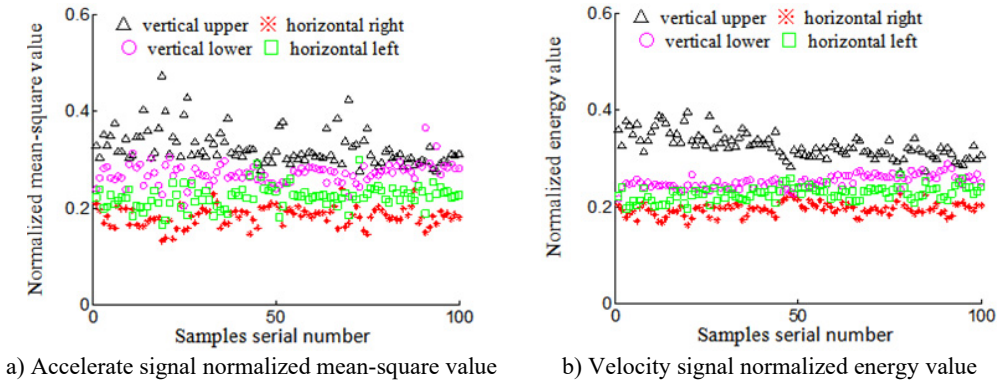 0.6
vertical upper horizontal right
vertical lower horizontal left
0.4
0.2
0
0 50 100
Normalized mean-square value
Samples serial number
a) Accelerate signal normalized mean-square value
0.6
vertical upper horizontal right
vertical lower horizontal left
0.4
0.2
0
0 50 100
Normalized energy value
Samples serial number
b) Velocity signal normalized energy value